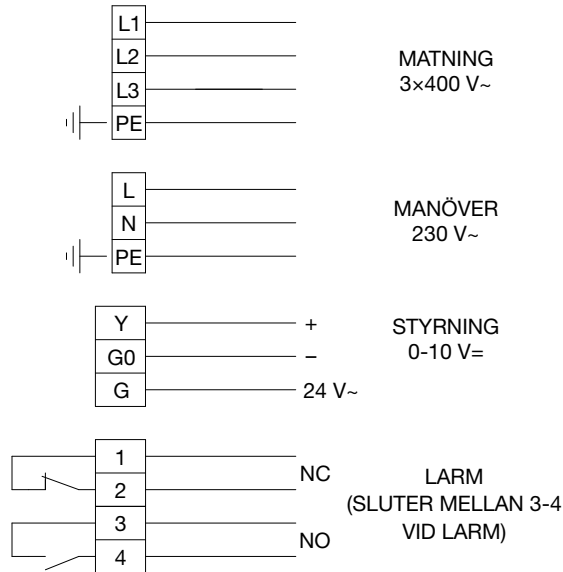 L1
L2
L3
PE
MATNING
3×400 V~
L
N
PE
MANÖVER
230 V~
Y
+
G0
–
G
24 V~
STYRNING
0-10 V=
1
2
NC
3
4
NO
LARM
(SLUTER MELLAN 3-4
VID LARM)